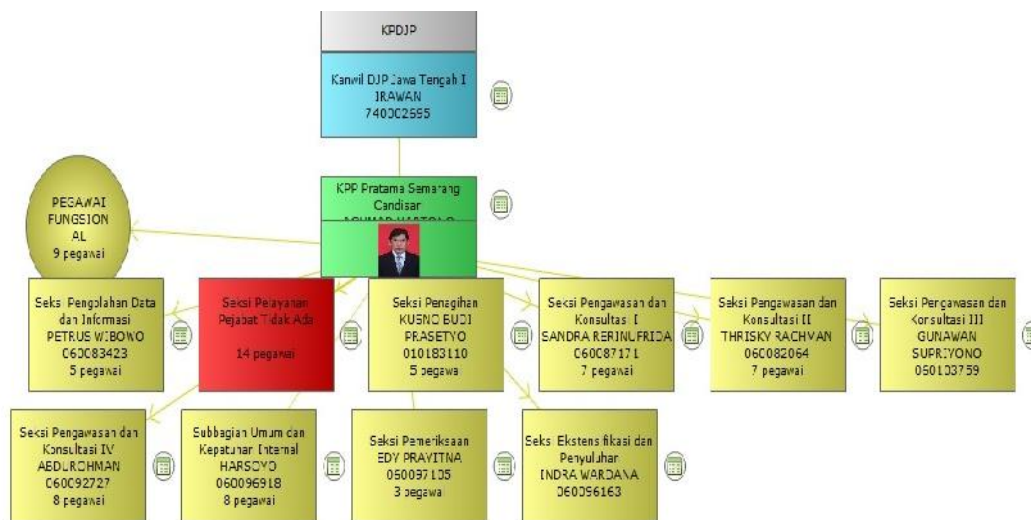 KPDJP
Kanwil DJP Jawa Tengah I
IRAWAN
740002695
KPP Pratama Semarang
Candisari
PEGAWAI
FUNGSION
AL
9 pegawai
Seksi Pengolahan Data
dan Informasi
PETRUS WIBOWO
060083423
5 pegawai
Seksi Pelayanan
Pejabat Tidak Ada
14 pegawai
Seksi Penagihan
KUSNO BUDI
PRASETYO
010183110
5 pegawai
Seksi Pengawasan dan
Konsultasi I
SANDRA RERINUFRIDA
060087171
7 pegawai
Seksi Pengawasan dan
Konsultasi II
THRISKY RACHMAN
060082064
7 pegawai
Seksi Pengawasan dan
Konsultasi III
GUNAWAN
SUPRIYONO
060103759
Seksi Pengawasan dan
Konsultasi IV
ABDUROHMAN
060092727
8 pegawai
Subbagian Umum dan
Kepatuhan Internal
HARSOYO
060096918
8 pegawai
Seksi Pemeriksaan
EDY PRAYITNA
060097105
3 pegawai
Seksi Ekstensifikasi dan
Penyuluhan
INDRA WARDANA
060096163